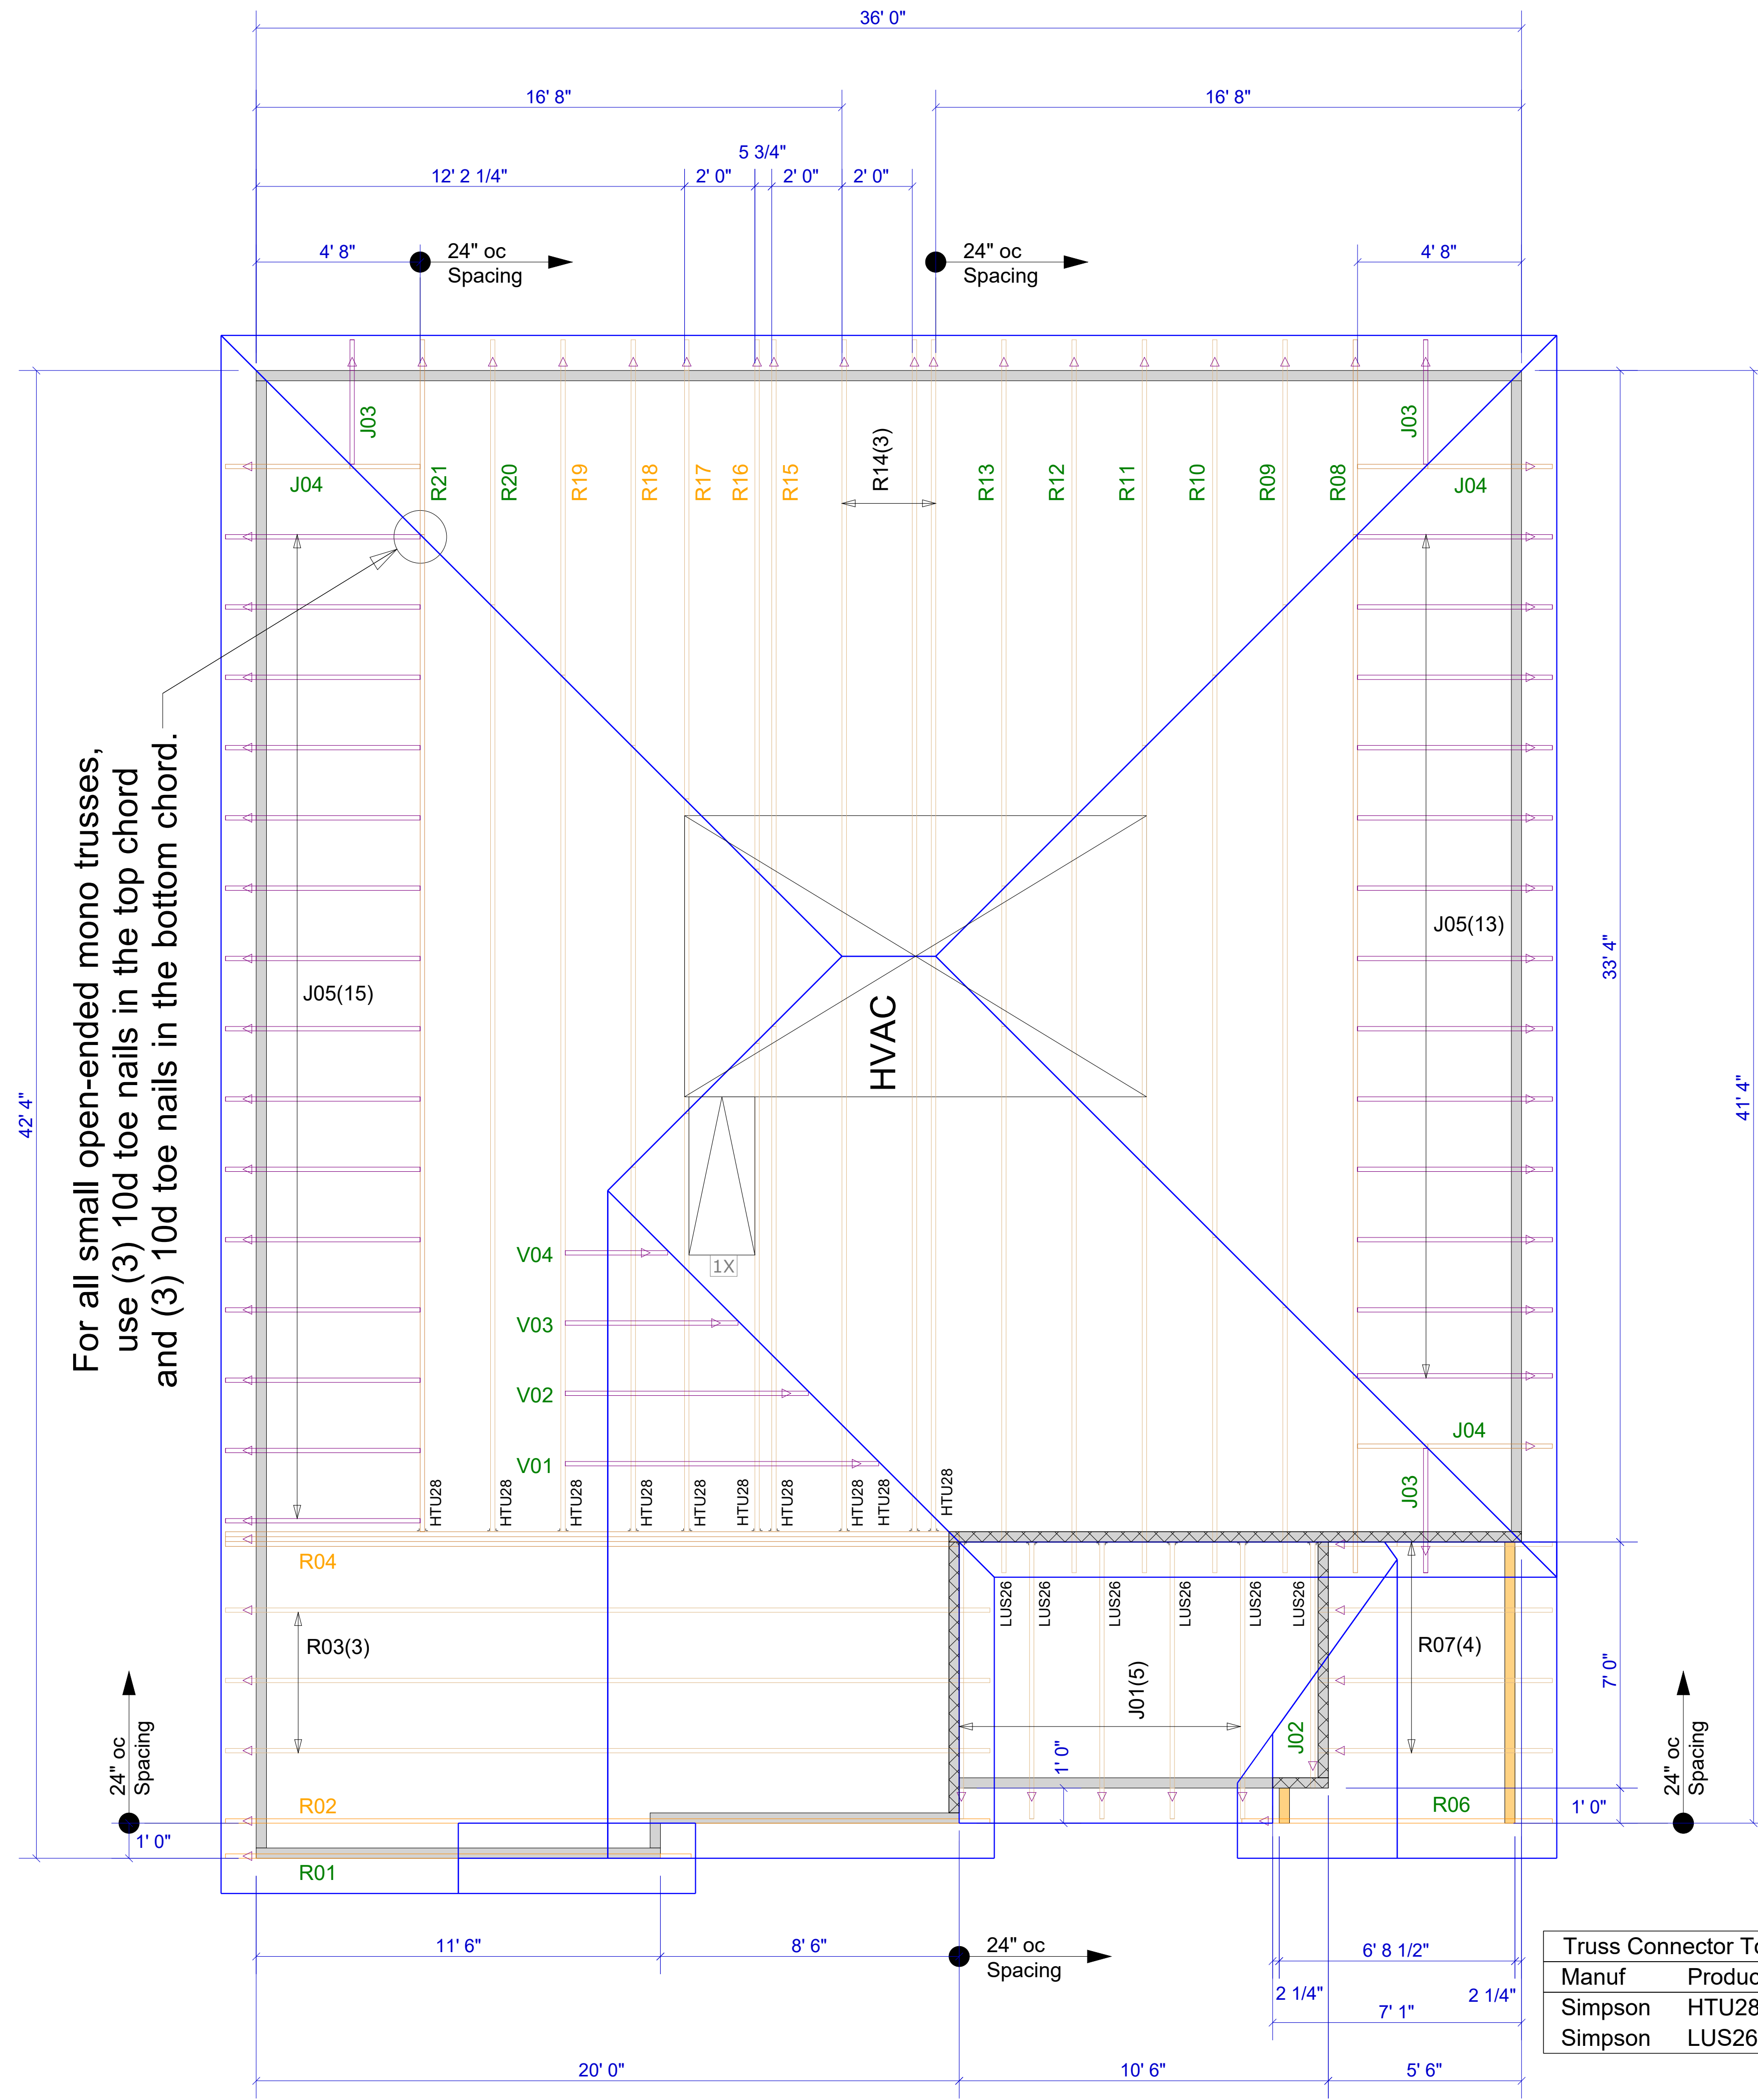 36' 0"
16' 8"
16' 8"
5 3/4"
12' 2 1/4"
2' 0"
2' 0"
2' 0"
4' 8"
24" oc
Spacing
24" oc
Spacing
4' 8"
J03
J04
R21
R20
R19
R18
R17
R16
R15
R14(3)
R13
R12
R11
R10
R09
R08
J03
J04
For all small open-ended mono trusses,
use (3) 10d toe nails in the top chord
and (3) 10d toe nails in the bottom chord.
42' 4"
J05(15)
HVAC
J05(13)
33' 4"
41' 4"
1X
V04
V03
V02
V01
J04
J03
HTU28
HTU28
HTU28
HTU28
HTU28
HTU28
HTU28
HTU28
HTU28
HTU28
R04
LUS26
LUS26
LUS26
LUS26
LUS26
LUS26
R03(3)
J01(5)
J02
R07(4)
7' 0"
24" oc
Spacing
24" oc
Spacing
1' 0"
R02
R06
1' 0"
1' 0"
R01
11' 6"
8' 6"
24" oc
Spacing
6' 8 1/2"
2 1/4"
2 1/4"
7' 1"
20' 0"
10' 6"
5' 6"
Truss Connector
Manuf
Simpson HTU28
Simpson LUS26